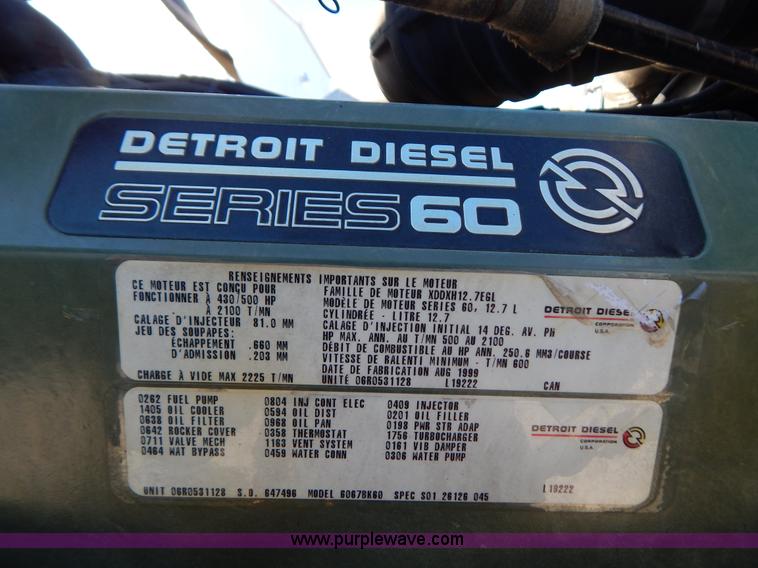 DETROIT DIESEL
SERIES 60
RENSEIGNEMENTS IMPORTANTS SUR LE MOTEUR
CE MOTEUR EST CONÇU POUR
FONCTIONNER À 430/500 HP
À 2100 T/MN
CALAGE D'INJECTEUR 81.0 MM
JEU DES SOUPAPES:
ÉCHAPPEMENT .660 MM
D'ADMISSION .203 MM
CHARGE À VIDE MAX 2225 T/MN
FAMILLE DE MOTEUR XDDXH12.7EGL
MODÈLE DE MOTEUR SERIES 60, 12.7 L
CYLINDRÉE - LITRE 12.7
CALAGE D'INJECTION INITIAL 14 DEG. AV. PH
HP MAX. ANN. AU T/MN 500 AU 2100
DÉBIT DE COMBUSTIBLE AU HP ANN. 250.6 MM3/COURSE
VITESSE DE RALENTI MINIMUM - T/MN 600
DATE DE FABRICATION AUG 1999
UNITÉ 06R0531128 L19222 CAN
DETROIT DIESEL
CORPORATION
U.S.A.
0262 FUEL PUMP
1405 OIL COOLER
0638 OIL FILTER
0642 ROCKER COVER
0711 VALVE MECH
0464 WAT BYPASS
0804 INJ CONT ELEC
0594 OIL DIST
0968 OIL PAN
0358 THERMOSTAT
1163 VENT SYSTEM
0459 WATER CONN
0409 INJECTOR
0201 OIL FILLER
0198 PWR STR ADAP
1756 TURBOCHARGER
0161 VIB DAMPER
0306 WATER PUMP
DETROIT DIESEL
CORPORATION
U.S.A.
UNIT 06R0531128 S.O. 647496 MODEL 6067BK60 SPEC S01 26126 045 L19222
www.purplewave.com